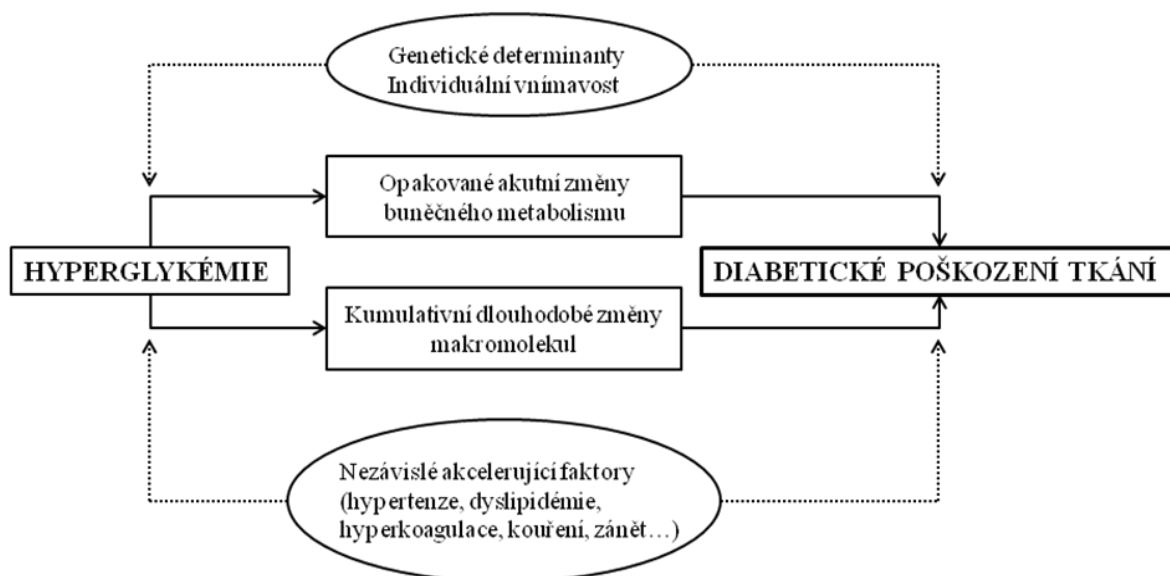 Genetické determinanty
Individuální vnímavost
Opakované akutní změny
buněčného metabolismu
HYPERGLYKÉMIE
DIABETICKÉ POŠKOZENÍ TKÁNÍ
Kumulativní dlouhodobé změny
makromolekul
Nezávislé akcelerující faktory
(hypertenze, dyslipidémie,
hyperkoagulace, kouření, zánět…)